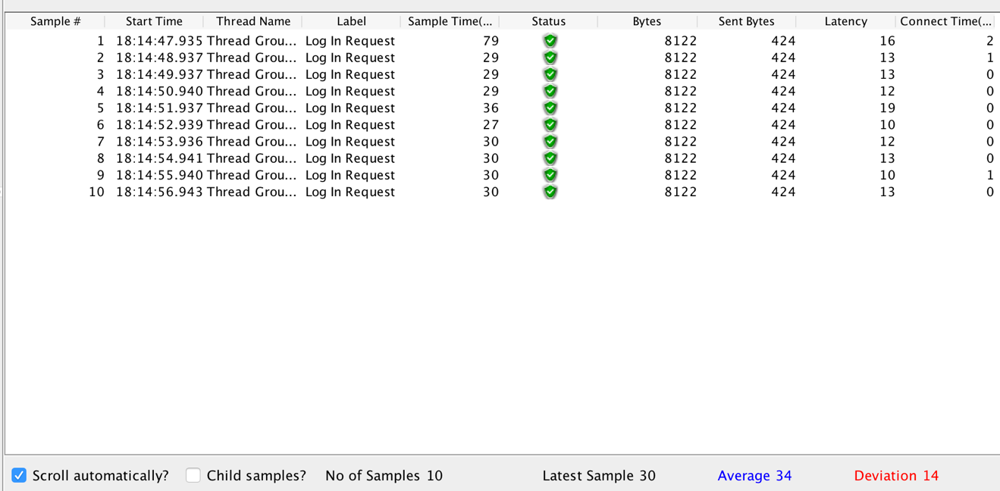 Sample # Start Time Thread Name Label Sample Time(... Status Bytes Sent Bytes Latency Connect Time(...
1 18:14:47.935 Thread Grou... Log In Request 79 8122 424 16 2
2 18:14:48.937 Thread Grou... Log In Request 29 8122 424 13 1
3 18:14:49.937 Thread Grou... Log In Request 29 8122 424 13 0
4 18:14:50.940 Thread Grou... Log In Request 29 8122 424 12 0
5 18:14:51.937 Thread Grou... Log In Request 36 8122 424 19 0
6 18:14:52.939 Thread Grou... Log In Request 27 8122 424 10 0
7 18:14:53.936 Thread Grou... Log In Request 30 8122 424 12 0
8 18:14:54.941 Thread Grou... Log In Request 30 8122 424 13 0
9 18:14:55.940 Thread Grou... Log In Request 30 8122 424 10 1
10 18:14:56.943 Thread Grou... Log In Request 30 8122 424 13 0
Scroll automatically? Child samples? No of Samples 10 Latest Sample 30 Average 34 Deviation 14